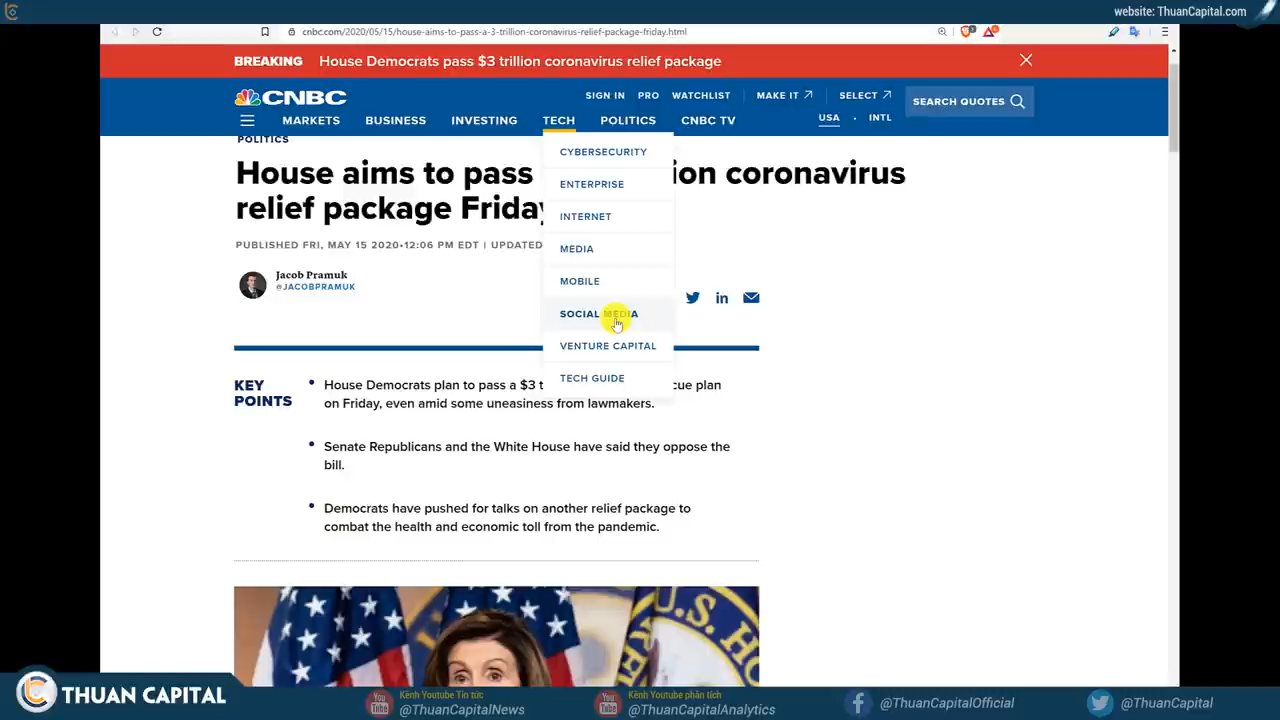 website: ThuanCapital.com
cnbc.com/2020/05/15/house-aims-to-pass-a-3-trillion-coronavirus-relief-package-friday.html
BREAKING House Democrats pass $3 trillion coronavirus relief package
CNBC
SIGN IN PRO WATCHLIST MAKE IT SELECT
SEARCH QUOTES
MARKETS BUSINESS INVESTING TECH POLITICS CNBC TV
USA · INTL
POLITICS
CYBERSECURITY
ENTERPRISE
INTERNET
MEDIA
MOBILE
SOCIAL MEDIA
VENTURE CAPITAL
TECH GUIDE
House aims to pass ion coronavirus
relief package Friday
PUBLISHED FRI, MAY 15 2020•12:06 PM EDT | UPDATED
Jacob Pramuk
@JACOBPRAMUK
KEY
POINTS
• House Democrats plan to pass a $3 t cue plan
on Friday, even amid some uneasiness from lawmakers.
• Senate Republicans and the White House have said they oppose the
bill.
• Democrats have pushed for talks on another relief package to
combat the health and economic toll from the pandemic.
U.S. HO
THUAN CAPITAL
You Tube
Kênh Youtube Tin tức
@ThuanCapitalNews
You Tube
Kênh Youtube phân tích
@ThuanCapitalAnalytics
@ThuanCapitalOfficial
@ThuanCapital